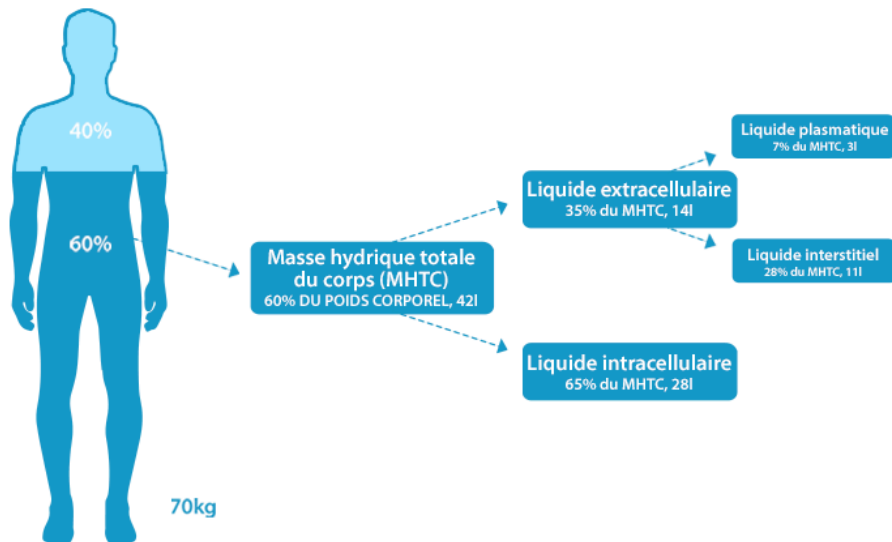 40%
60%
70kg
Masse hydrique totale
du corps (MHTC)
60% DU POIDS CORPOREL, 42l
Liquide extracellulaire
35% du MHTC, 14l
Liquide plasmatique
7% du MHTC, 3l
Liquide interstitiel
28% du MHTC, 11l
Liquide intracellulaire
65% du MHTC, 28l